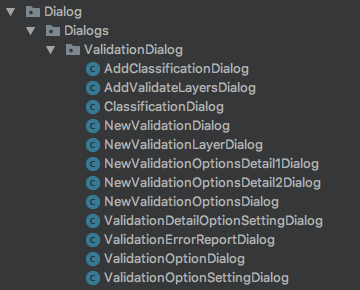 Dialog
Dialogs
ValidationDialog
AddClassificationDialog
AddValidateLayersDialog
ClassificationDialog
NewValidationDialog
NewValidationLayerDialog
NewValidationOptionsDetail1Dialog
NewValidationOptionsDetail2Dialog
NewValidationOptionsDialog
ValidationDetailOptionSettingDialog
ValidationErrorReportDialog
ValidationOptionDialog
ValidationOptionSettingDialog